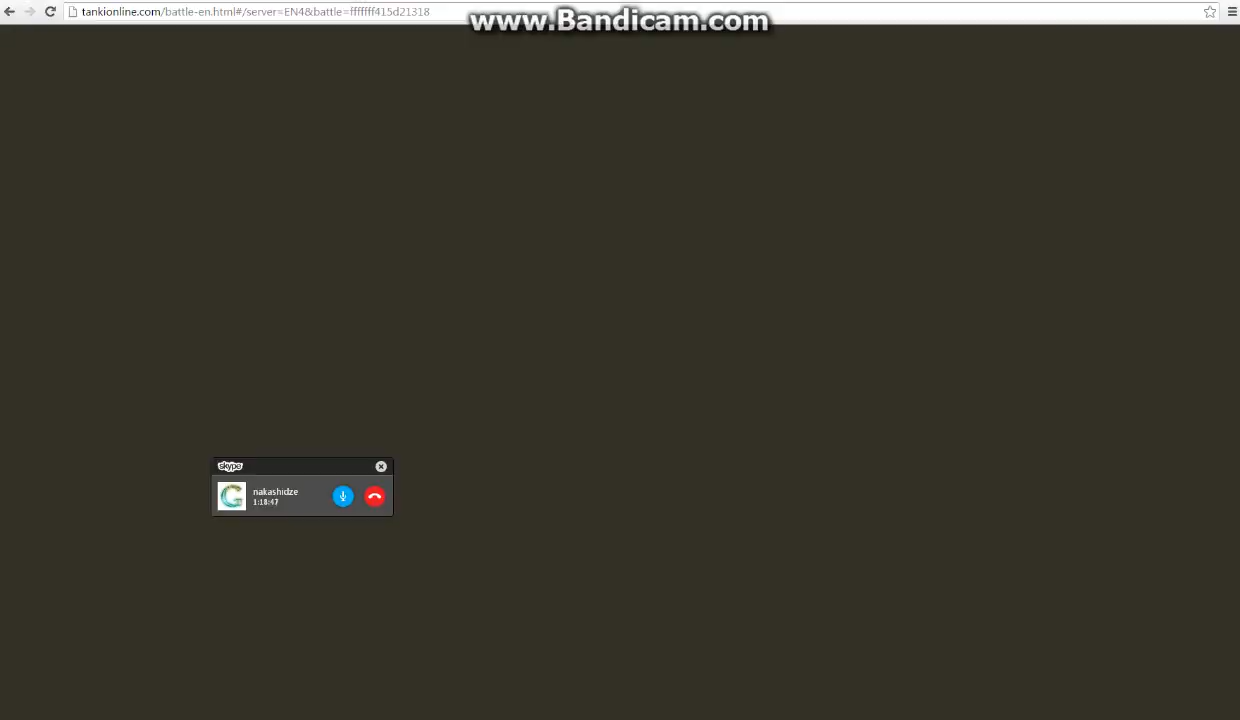 tankionline.com/battle-en.html#/server=EN4&battle=fffffff415d21318
www.Bandicam.com
skype
nakashidze
1:18:47